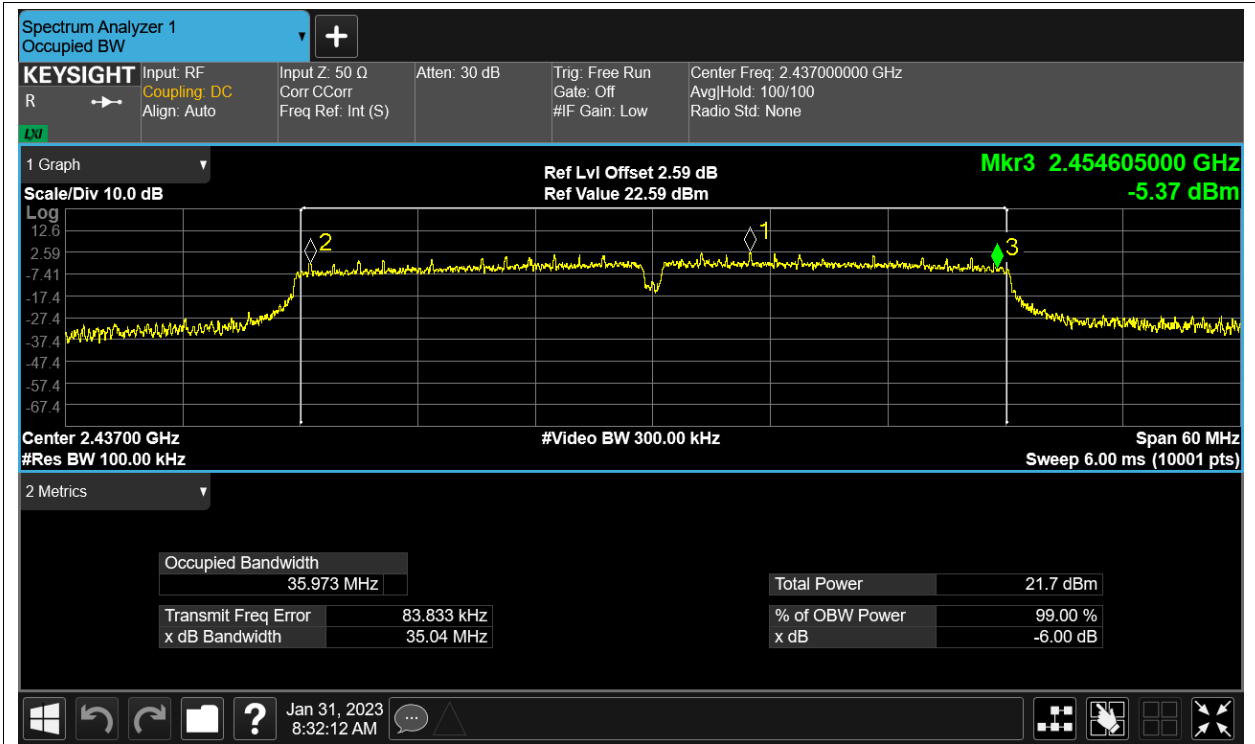 Spectrum Analyzer 1
Occupied BW
KEYSIGHT
R
LXI
Input: RF
Coupling: DC
Align: Auto
Input Z: 50 Ω
Corr CCorr
Freq Ref: Int (S)
Atten: 30 dB
Trig: Free Run
Gate: Off
#IF Gain: Low
Center Freq: 2.437000000 GHz
Avg|Hold: 100/100
Radio Std: None
1 Graph
Scale/Div 10.0 dB
Ref Lvl Offset 2.59 dB
Ref Value 22.59 dBm
Mkr3 2.454605000 GHz
-5.37 dBm
Log
12.6
2.59
-7.41
-17.4
-27.4
-37.4
-47.4
-57.4
-67.4
2
1
3
Center 2.43700 GHz
#Res BW 100.00 kHz
#Video BW 300.00 kHz
Span 60 MHz
Sweep 6.00 ms (10001 pts)
2 Metrics
Occupied Bandwidth
35.973 MHz
Transmit Freq Error 83.833 kHz
x dB Bandwidth 35.04 MHz
Total Power 21.7 dBm
% of OBW Power 99.00 %
x dB -6.00 dB
Jan 31, 2023
8:32:12 AM